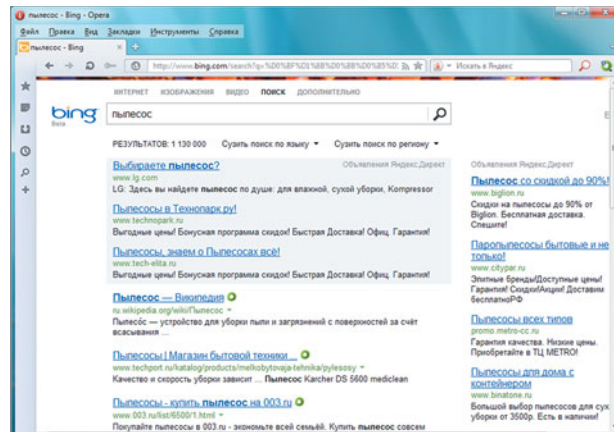 пылесос - Bing - Opera
Файл Правка Вид Закладки Инструменты Справка
пылесос - Bing
Искать в Яндекс
ИНТЕРНЕТ ИЗОБРАЖЕНИЯ ВИДЕО ПОИСК ДОПОЛНИТЕЛЬНО
bing
Beta
пылесос
РЕЗУЛЬТАТОВ: 1 130 000 Сузить поиск по языку Сузить поиск по региону
Объявления Яндекс.Директ
Выбираете пылесос?
www.lg.com
LG: Здесь вы найдете пылесос по душе: для влажной, сухой уборки, Kompressor
Пылесосы в Технопарк.ру!
www.technopark.ru
Выгодные цены! Бонусная программа скидок! Быстрая Доставка! Офиц. Гарантия!
Пылесосы, знаем о Пылесосах всё!
www.tech-elita.ru
Выгодные цены! Бонусная программа скидок! Быстрая Доставка! Офиц. Гарантия!
Пылесос — Википедия
ru.wikipedia.org/wiki/Пылесос
Пылесо́с — устройство для уборки пыли и загрязнений с поверхностей за счёт
всасывания ...
Пылесосы | Магазин бытовой техники ...
www.techport.ru/katalog/products/melkobytovaja-tehnika/pylesosy
Качество и скорость уборки зависит ... Пылесос Karcher DS 5600 mediclean
Пылесосы - купить пылесос на 003.ru
www.003.ru/list/6500/1.html
Покупайте пылесосы в 003.ru - экономьте всей семьёй. Купить пылесос совсем
Объявления Яндекс.Директ
Пылесос со скидкой до 90%!
www.biglion.ru
Скидки на пылесосы до 90% от
Biglion. Бесплатная доставка.
Спешите!
Паропылесосы бытовые и не
только!
www.citypar.ru
Элитные бренды/Доступные цены!
Гарантия! Скидки/Акции! Доставим
бесплатноРФ
Пылесосы всех типов
promo.metro-cc.ru
Гарантия качества. Низкие цены.
Приобретайте в ТЦ METRO!
Пылесосы для дома с
контейнером
www.binatone.ru
Большой выбор пылесосов для сух
уборки от 3500р. Есть в наличии!